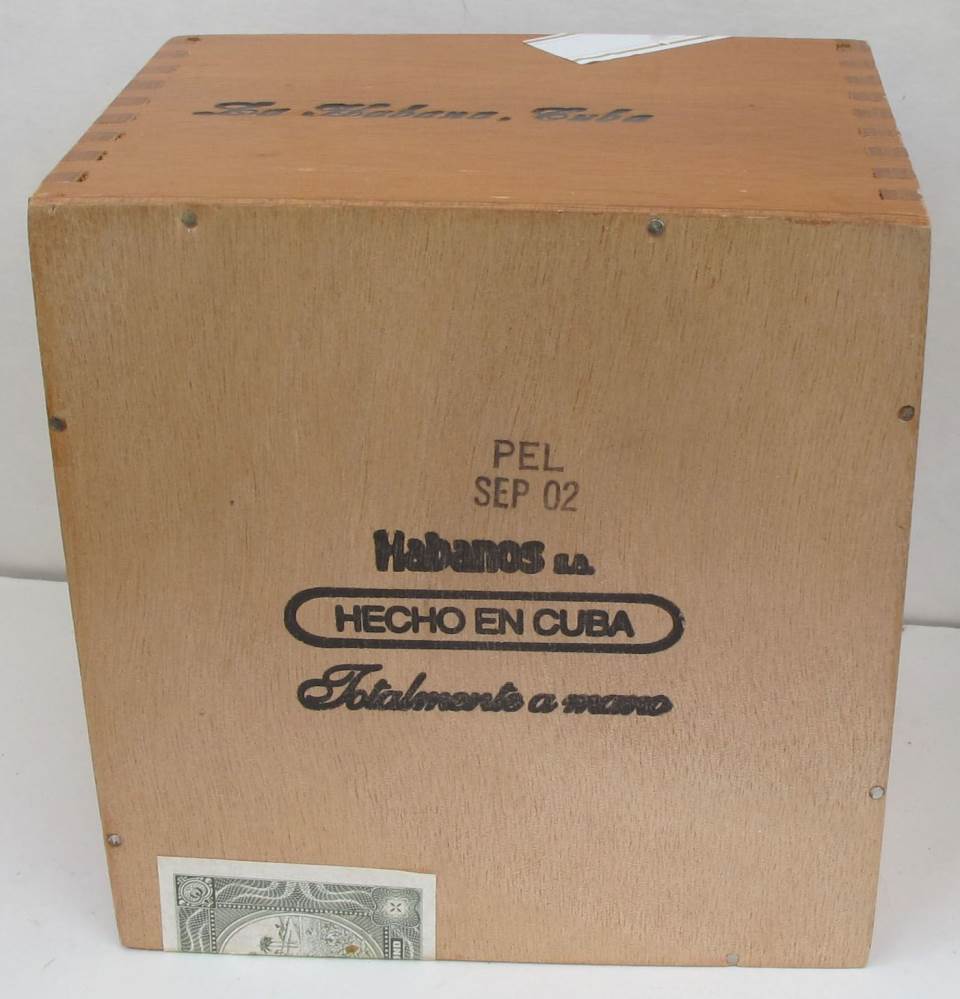 La Habana, Cuba
PEL
SEP 02
Habanos s.a.
HECHO EN CUBA
Totalmente a mano